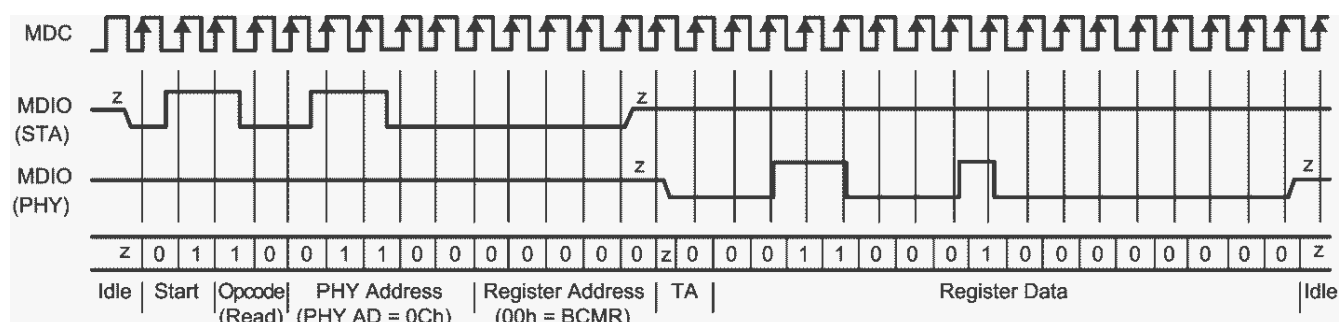 MDC
z z
MDIO
(STA)
z z
MDIO
(PHY)
z 0 1 1 0 0 1 1 0 0 0 0 0 0 0 z 0 0 0 1 1 0 0 0 1 0 0 0 0 0 0 0 0 z
Idle Start Opcode PHY Address Register Address TA Register Data Idle
(Read) (PHY AD = 0Ch) (00h = BCMR)